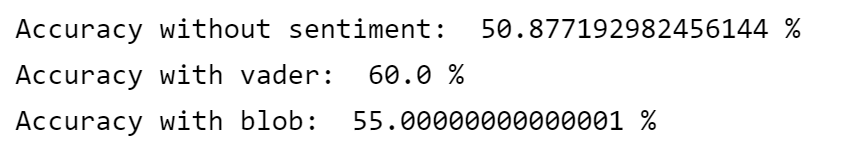 Accuracy without sentiment:  50.877192982456144 %
Accuracy with vader:  60.0 %
Accuracy with blob:  55.00000000000001 %